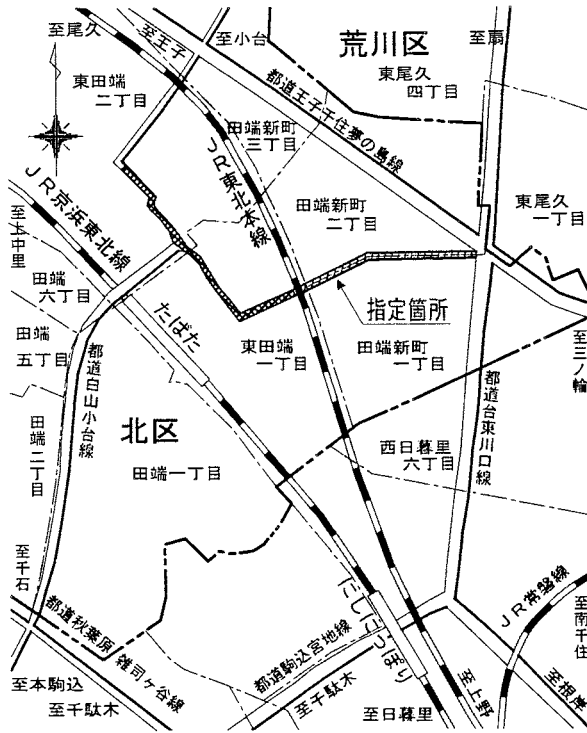 至尾久
至王子
至小台
荒川区
至扇
東田端
二丁目
東尾久
四丁目
都道王子千住夢の島線
田端新町
三丁目
JR東北本線
田端新町
二丁目
東尾久
一丁目
JR京浜東北線
至上中里
田端
六丁目
たばた
指定箇所
田端
五丁目
東田端
一丁目
田端新町
一丁目
至三ノ輪
都道白山小台線
都道台東川口線
北区
田端二丁目
田端一丁目
西日暮里
六丁目
至千石
JR常磐線
至南千住
都道秋葉原雑司ヶ谷線
都道駒込宮地線
にしにっぽり
至本駒込
至千駄木
至千駄木
至日暮里
至上野
至根岸